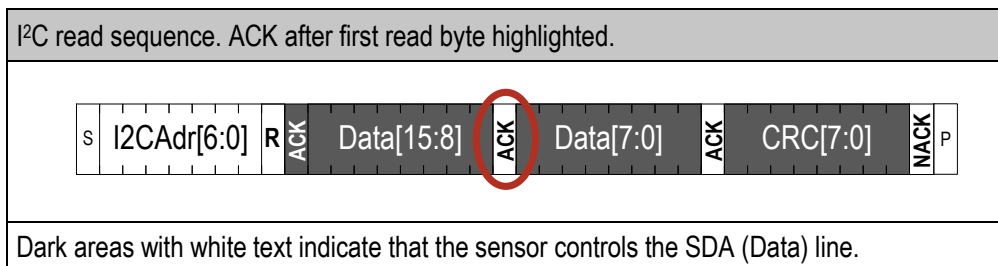 I²C read sequence. ACK after first read byte highlighted.
S I2CAdr[6:0] R ACK Data[15:8] ACK Data[7:0] ACK CRC[7:0] NACK P
Dark areas with white text indicate that the sensor controls the SDA (Data) line.